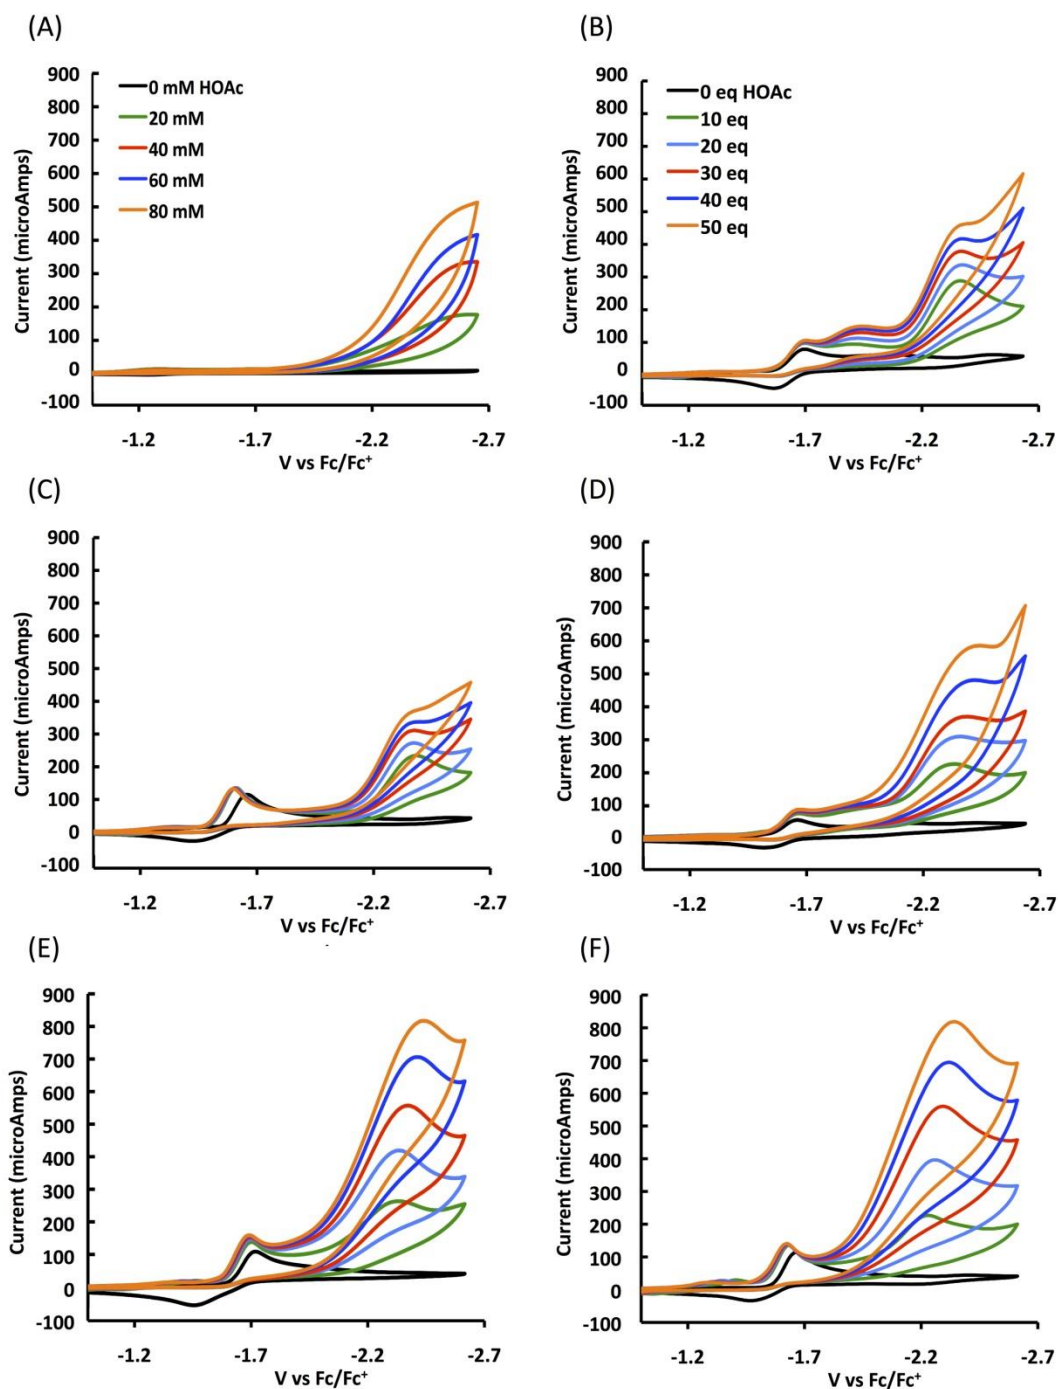 (A)
900
800
700
600
500
400
300
200
100
0
-100
Current (microAmps)
0 mM HOAc
20 mM
40 mM
60 mM
80 mM
-1.2 -1.7 -2.2 -2.7
V vs Fc/Fc⁺
(B)
900
800
700
600
500
400
300
200
100
0
-100
Current (microAmps)
0 eq HOAc
10 eq
20 eq
30 eq
40 eq
50 eq
-1.2 -1.7 -2.2 -2.7
V vs Fc/Fc⁺
(C)
900
800
700
600
500
400
300
200
100
0
-100
Current (microAmps)
-1.2 -1.7 -2.2 -2.7
V vs Fc/Fc⁺
(D)
900
800
700
600
500
400
300
200
100
0
-100
Current (microAmps)
-1.2 -1.7 -2.2 -2.7
V vs Fc/Fc⁺
(E)
900
800
700
600
500
400
300
200
100
0
-100
Current (microAmps)
-1.2 -1.7 -2.2 -2.7
V vs Fc/Fc⁺
(F)
900
800
700
600
500
400
300
200
100
0
-100
Current (microAmps)
-1.2 -1.7 -2.2 -2.7
V vs Fc/Fc⁺